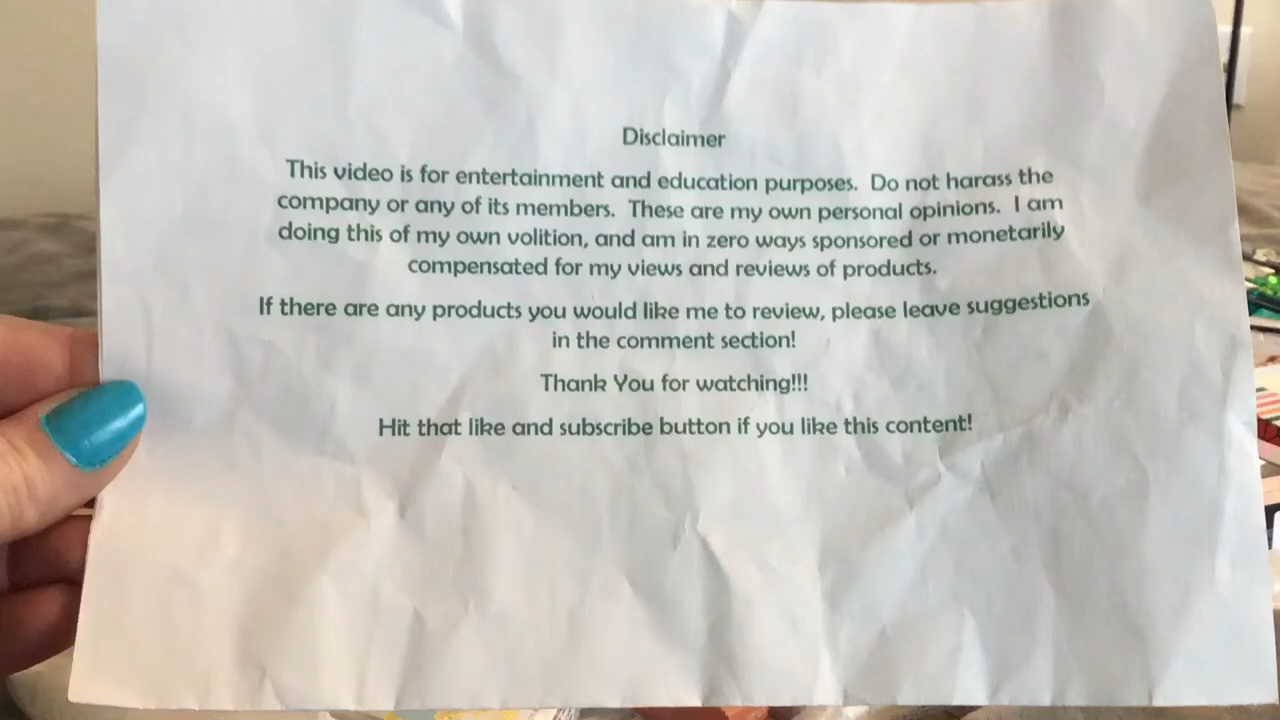 Disclaimer
This video is for entertainment and education purposes. Do not harass the
company or any of its members. These are my own personal opinions. I am
doing this of my own volition, and am in zero ways sponsored or monetarily
compensated for my views and reviews of products.
If there are any products you would like me to review, please leave suggestions
in the comment section!
Thank You for watching!!!
Hit that like and subscribe button if you like this content!